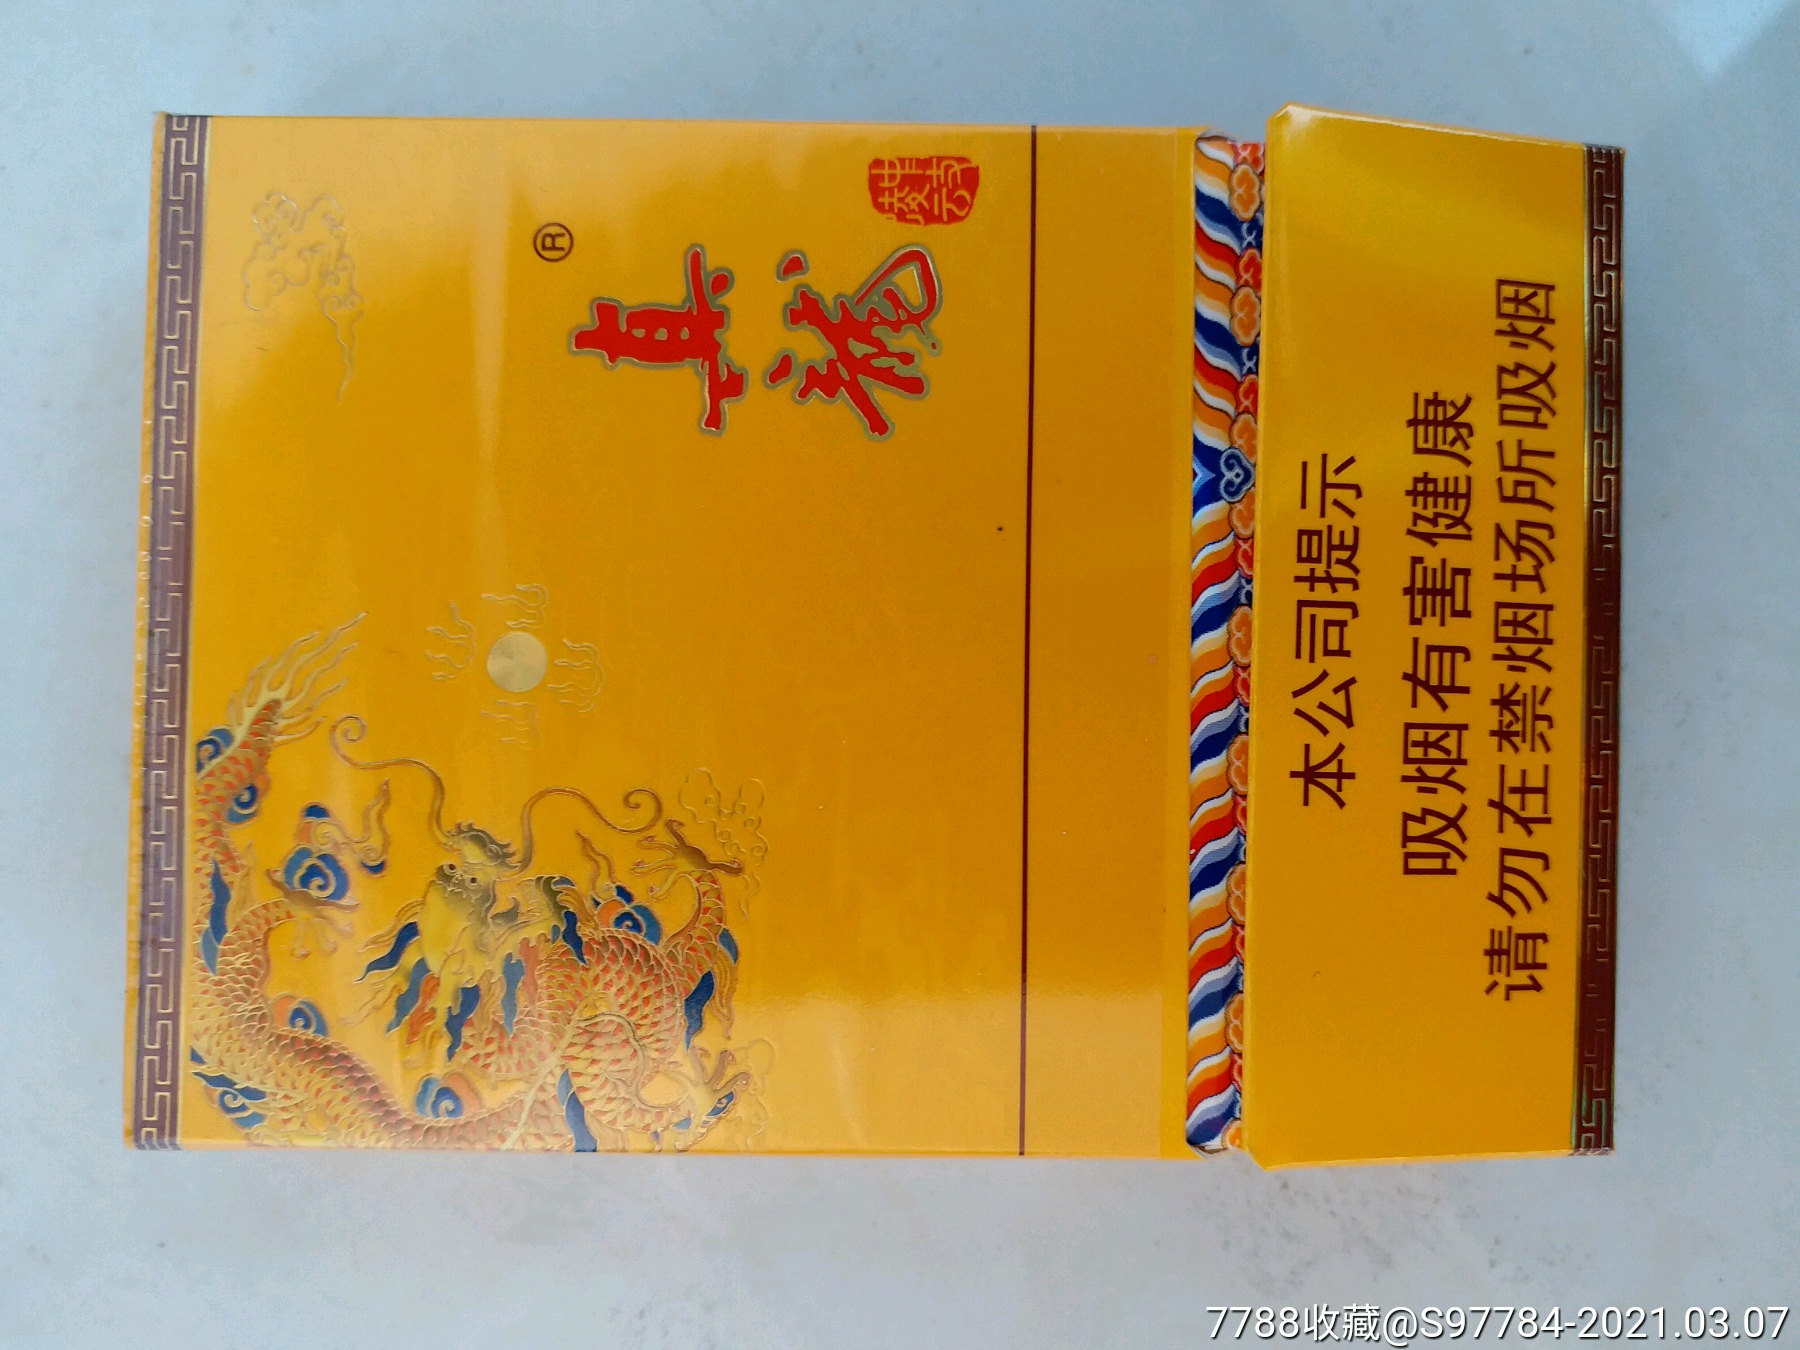 真龙
®
本公司提示
吸烟有害健康
请勿在禁烟场所吸烟
7788收藏@S97784-2021.03.07